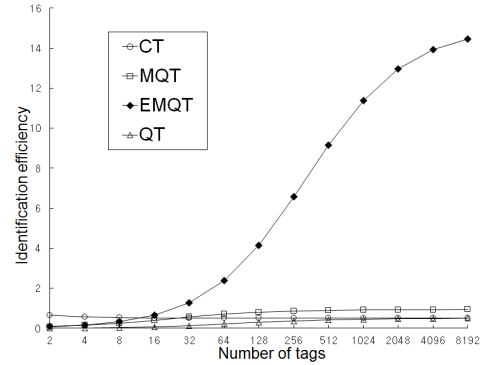 16
14
12
10
8
6
4
2
0
Identification efficiency
CT
MQT
EMQT
QT
2 4 8 16 32 64 128 256 512 1024 2048 4096 8192
Number of tags